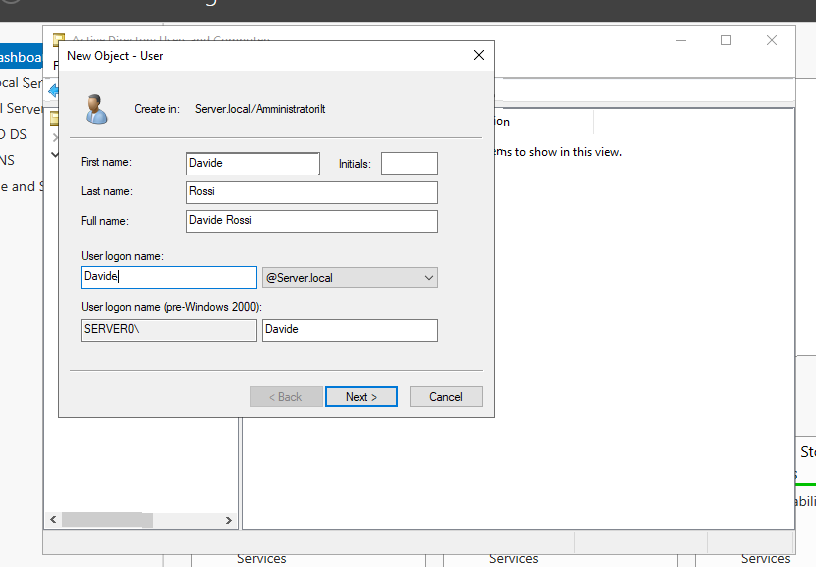 New Object - User
Create in: Server.local/AmministratoriIt
First name: Davide Initials:
Last name: Rossi
Full name: Davide Rossi
User logon name:
Davide @Server.local
User logon name (pre-Windows 2000):
SERVER0\ Davide
< Back Next > Cancel
ashboa
ocal Ser
l Server
D DS
NS
e and S
ion
ems to show in this view.
Sto
abili
Services Services Services